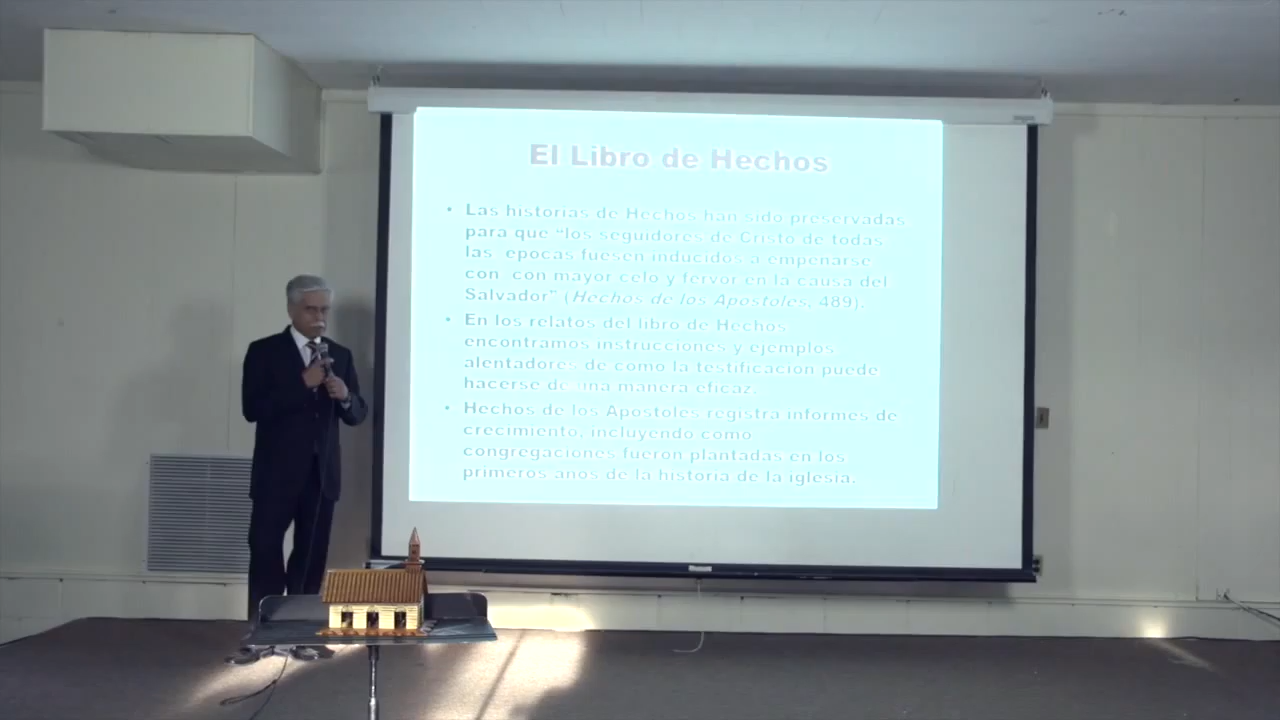 El Libro de Hechos
• Las historias de Hechos han sido preservadas
para que “los seguidores de Cristo de todas
las epocas fuesen inducidos a empenarse
con con mayor celo y fervor en la causa del
Salvador” (Hechos de los Apostoles, 489).
• En los relatos del libro de Hechos
encontramos instrucciones y ejemplos
alentadores de como la testificacion puede
hacerse de una manera eficaz.
• Hechos de los Apostoles registra informes de
crecimiento, incluyendo como
congregaciones fueron plantadas en los
primeros anos de la historia de la iglesia.